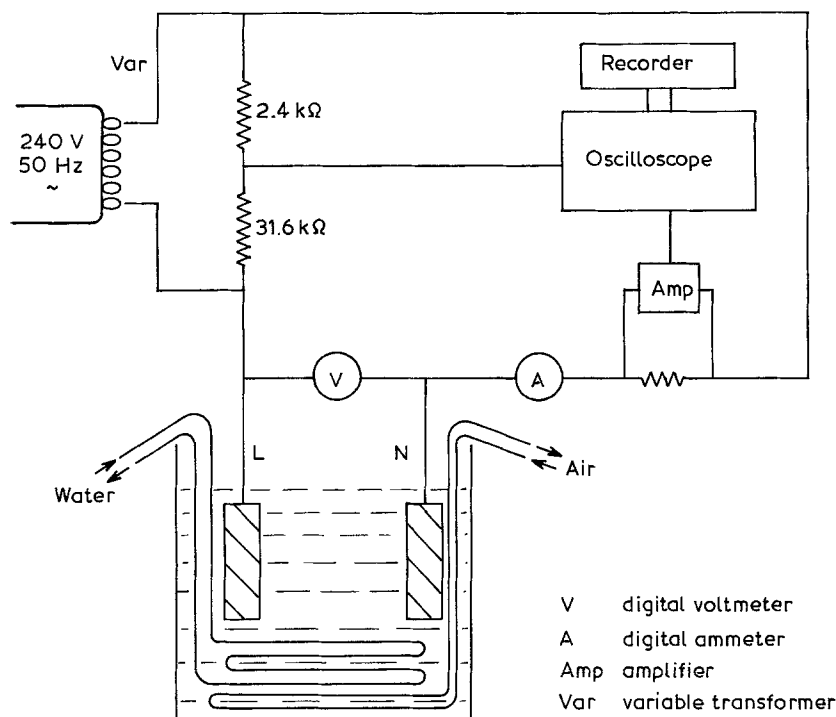 Var
Recorder
2.4 kΩ
240 V
50 Hz
~
Oscilloscope
31.6 kΩ
Amp
V
A
L
N
Water
Air
V digital voltmeter
A digital ammeter
Amp amplifier
Var variable transformer